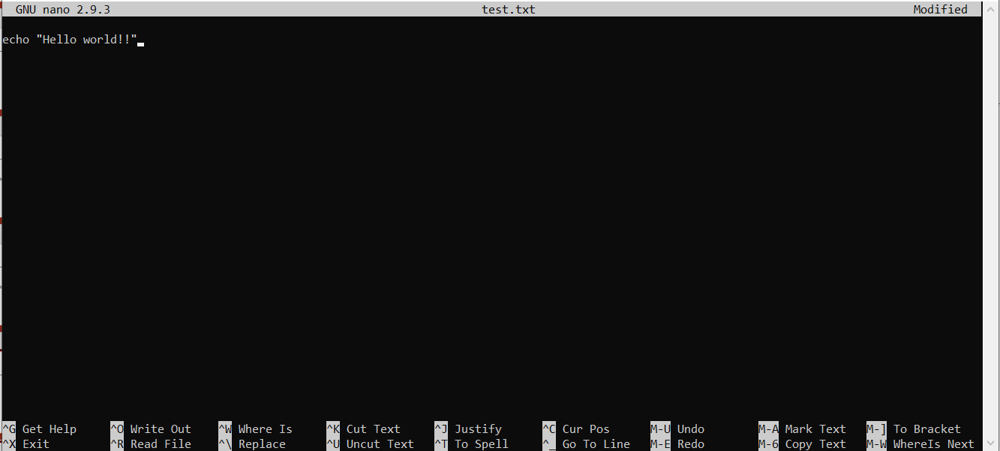 GNU nano 2.9.3 test.txt Modified
echo "Hello world!!"
^G Get Help ^O Write Out ^W Where Is ^K Cut Text ^J Justify ^C Cur Pos M-U Undo M-A Mark Text M-] To Bracket
^X Exit ^R Read File ^\ Replace ^U Uncut Text ^T To Spell ^_ Go To Line M-E Redo M-6 Copy Text M-W WhereIs Next